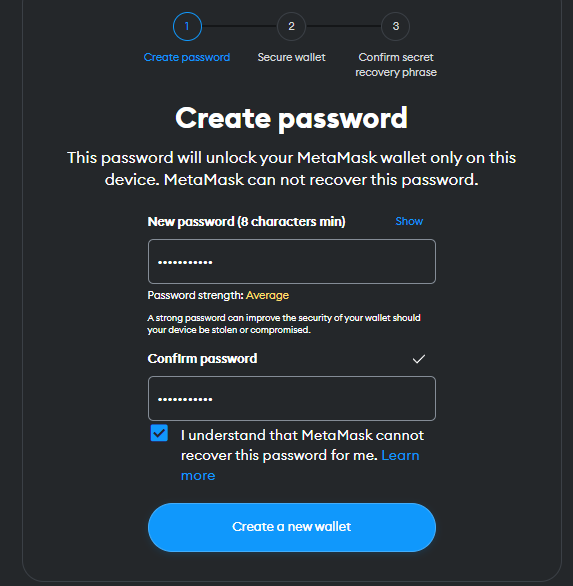 1
2
3
Create password
Secure wallet
Confirm secret
recovery phrase
Create password
This password will unlock your MetaMask wallet only on this
device. MetaMask can not recover this password.
New password (8 characters min)
Show
•••••••••••
Password strength: Average
A strong password can improve the security of your wallet should
your device be stolen or compromised.
Confirm password
•••••••••••
I understand that MetaMask cannot
recover this password for me. Learn
more
Create a new wallet